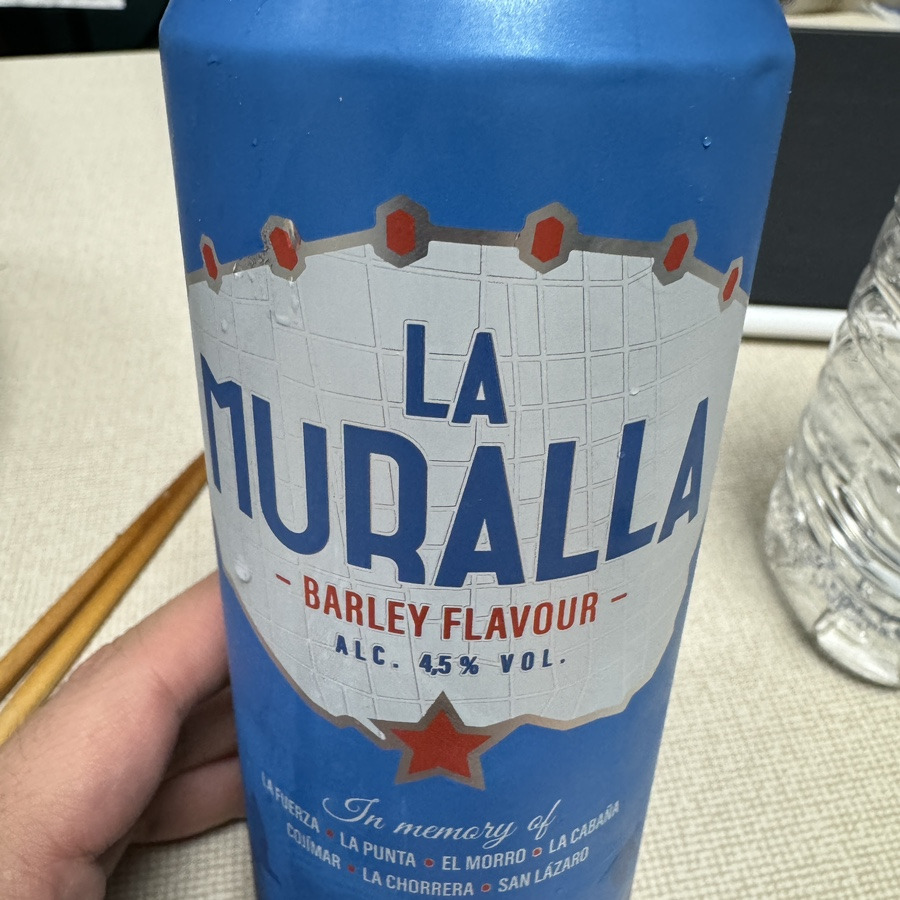 LA
MURALLA
- BARLEY FLAVOUR -
ALC. 4,5% VOL.
In memory of
LA FUERZA • LA PUNTA • EL MORRO • LA CABAÑA
COJÍMAR • LA CHORRERA • SAN LÁZARO